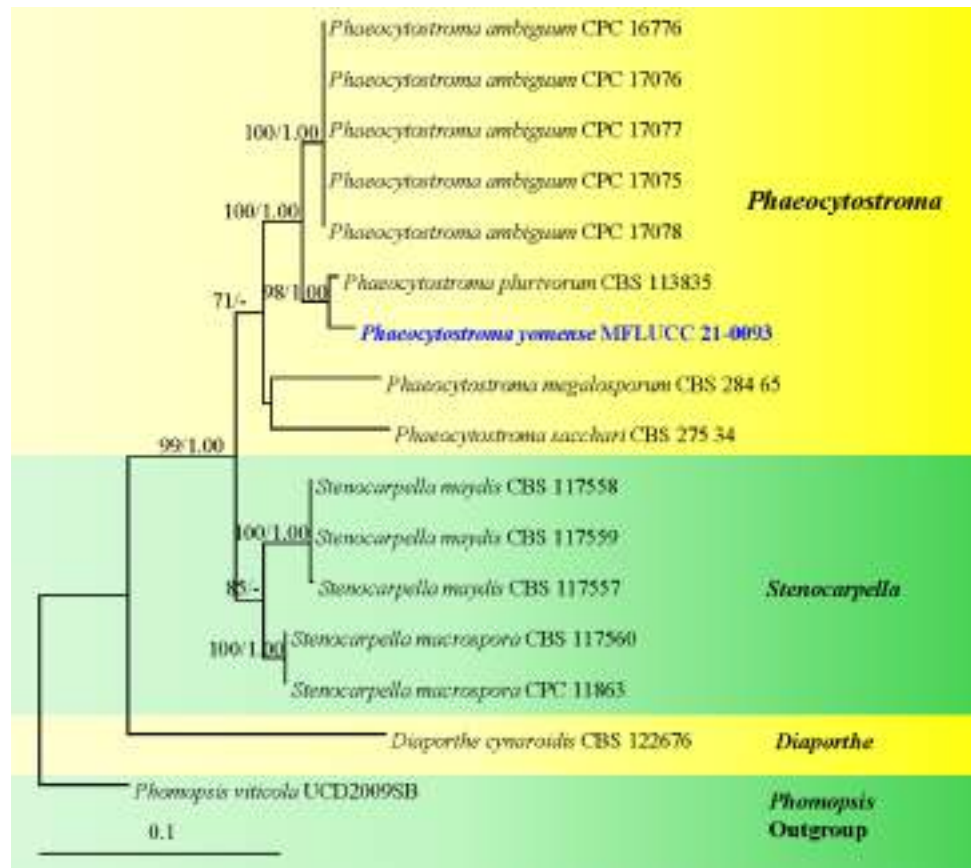 Phaeocytostroma ambiguum CPC 16776
Phaeocytostroma ambiguum CPC 17076
100/1.00 Phaeocytostroma ambiguum CPC 17077
Phaeocytostroma ambiguum CPC 17075
Phaeocytostroma
100/1.00
Phaeocytostroma ambiguum CPC 17078
Phaeocytostroma plurivorum CBS 113835
71/-
98/1.00
Phaeocytostroma yomense MFLUCC 21-0093
Phaeocytostroma megalosporum CBS 284 65
Phaeocytostroma sacchari CBS 275 34
99/1.00
Stenocarpella maydis CBS 117558
100/1.00 Stenocarpella maydis CBS 117559
85/-
Stenocarpella maydis CBS 117557
Stenocarpella
100/1.00 Stenocarpella macrospora CBS 117560
Stenocarpella macrospora CPC 11863
Diaporthe cynaroidis CBS 122676
Diaporthe
Phomopsis viticola UCD2009SB
Phomopsis
Outgroup
0.1